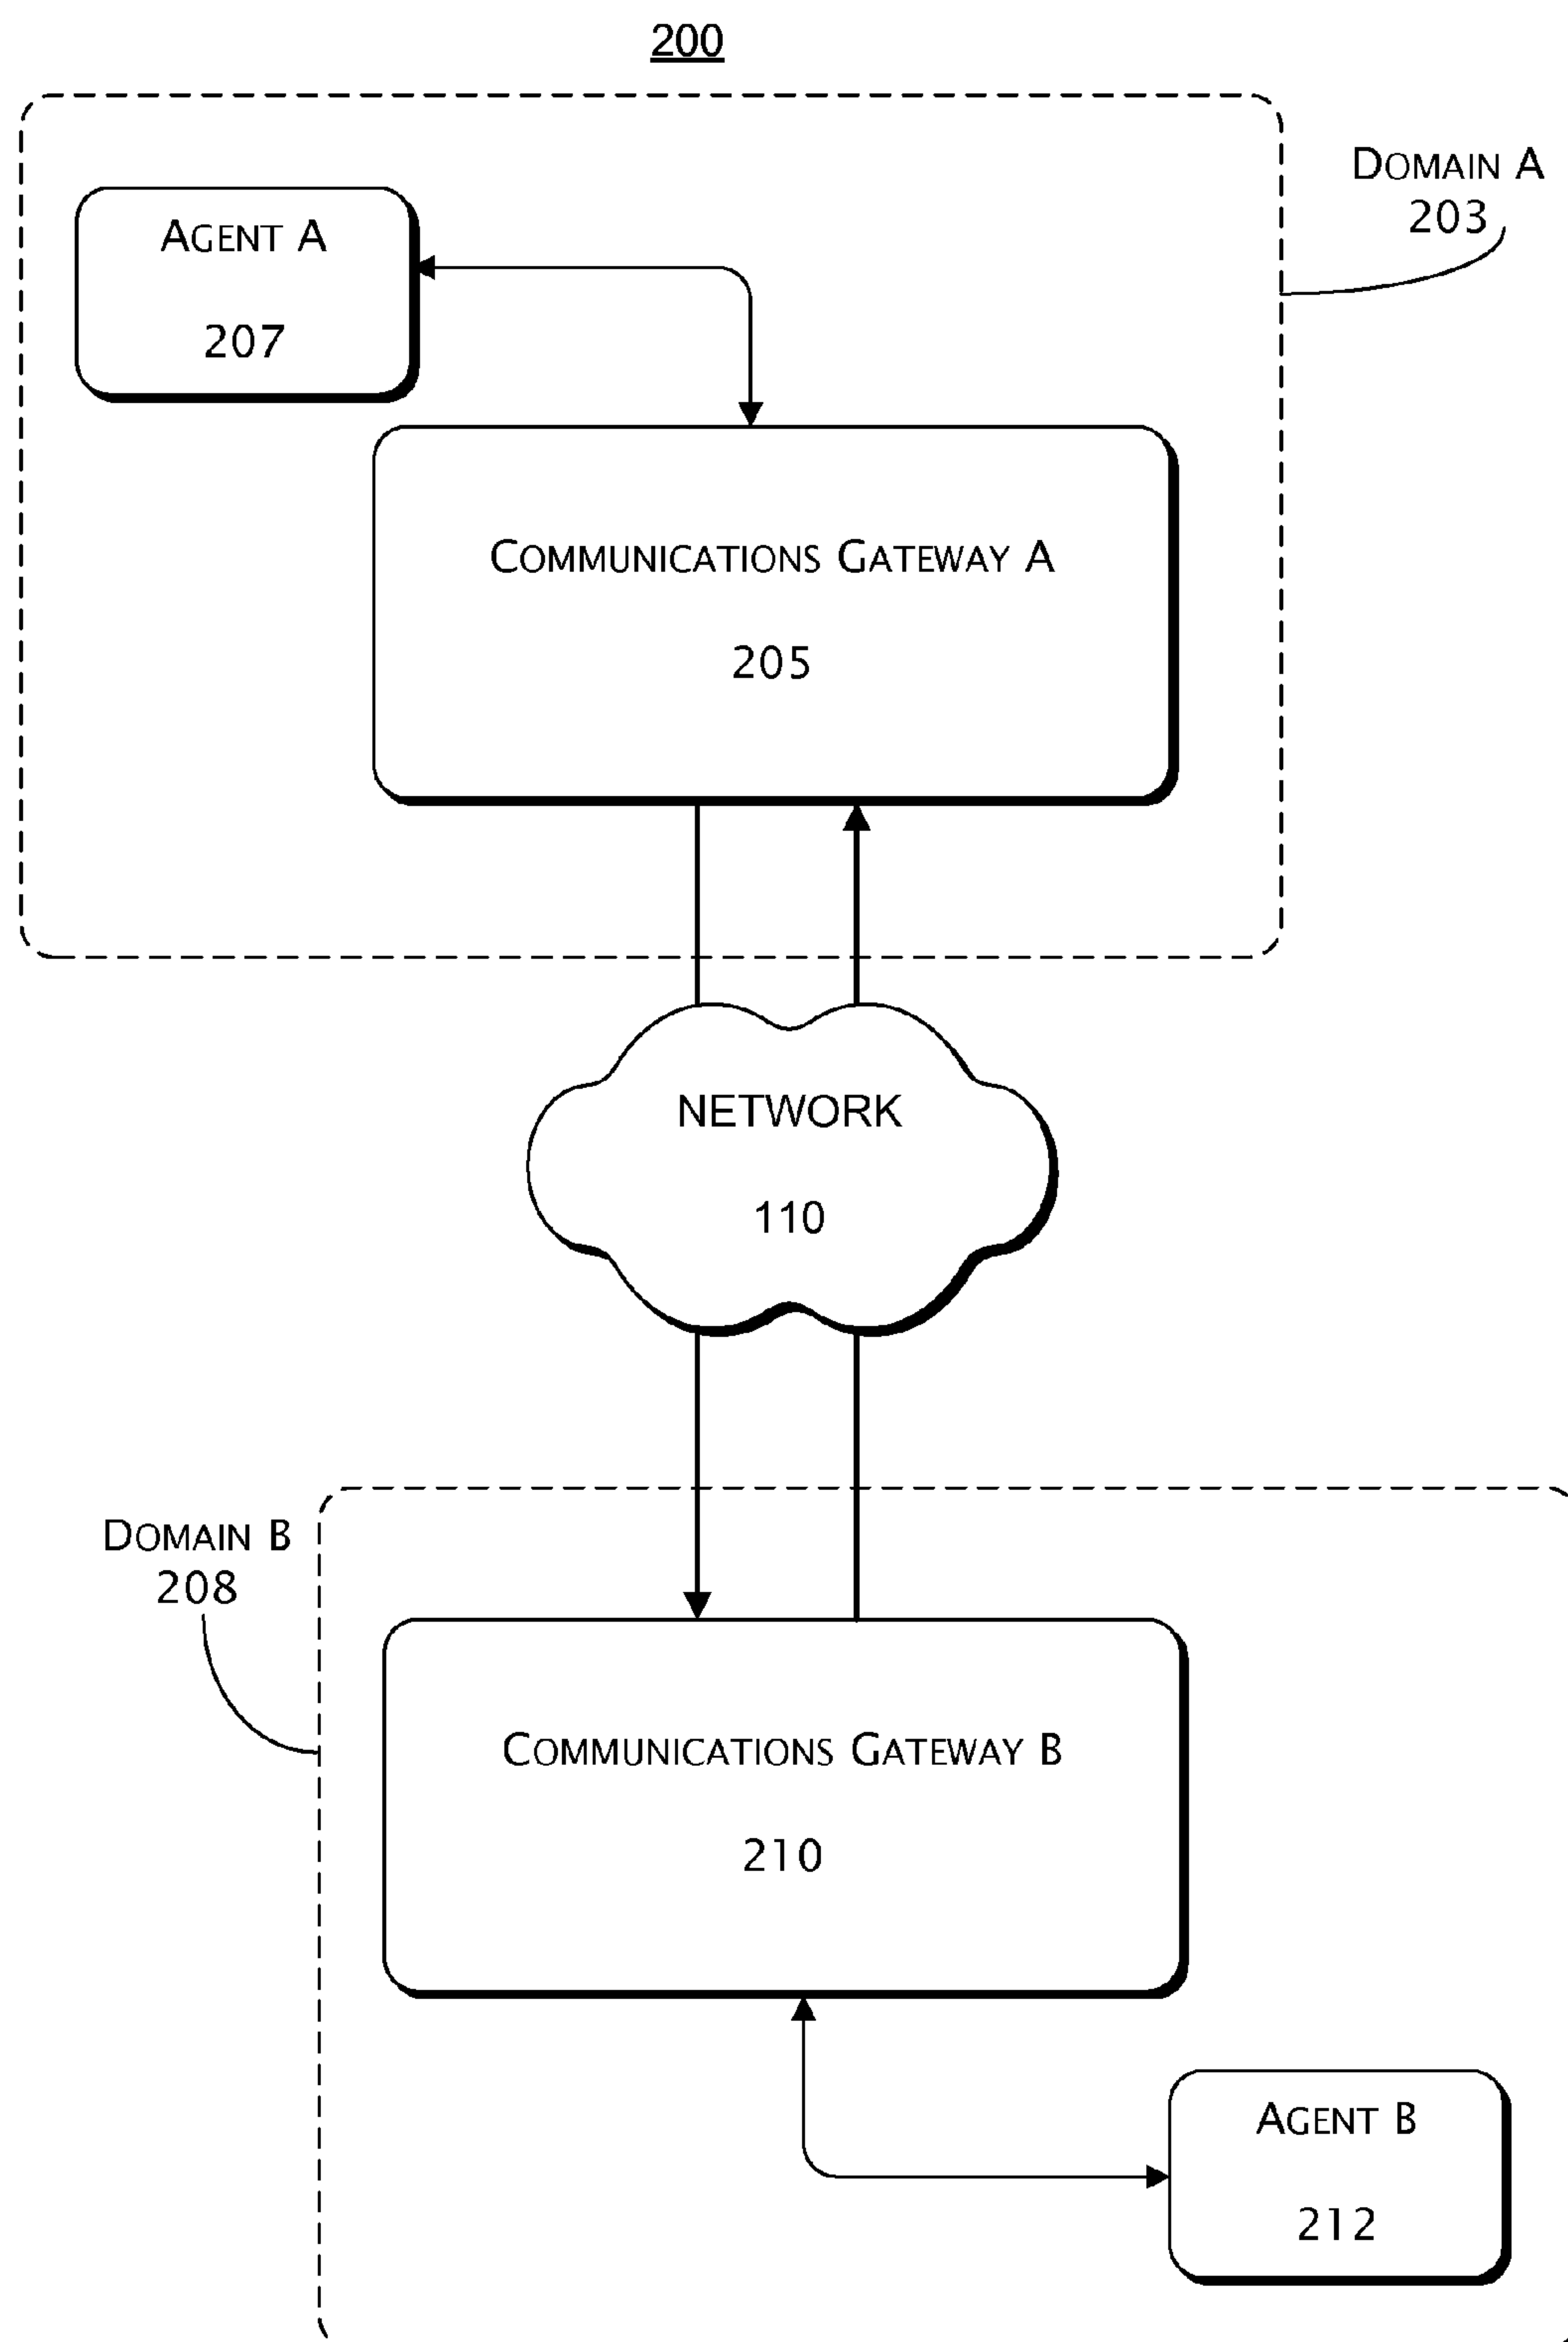 200
DOMAIN A
203
AGENT A
207
COMMUNICATIONS GATEWAY A
205
NETWORK
110
DOMAIN B
208
COMMUNICATIONS GATEWAY B
210
AGENT B
212